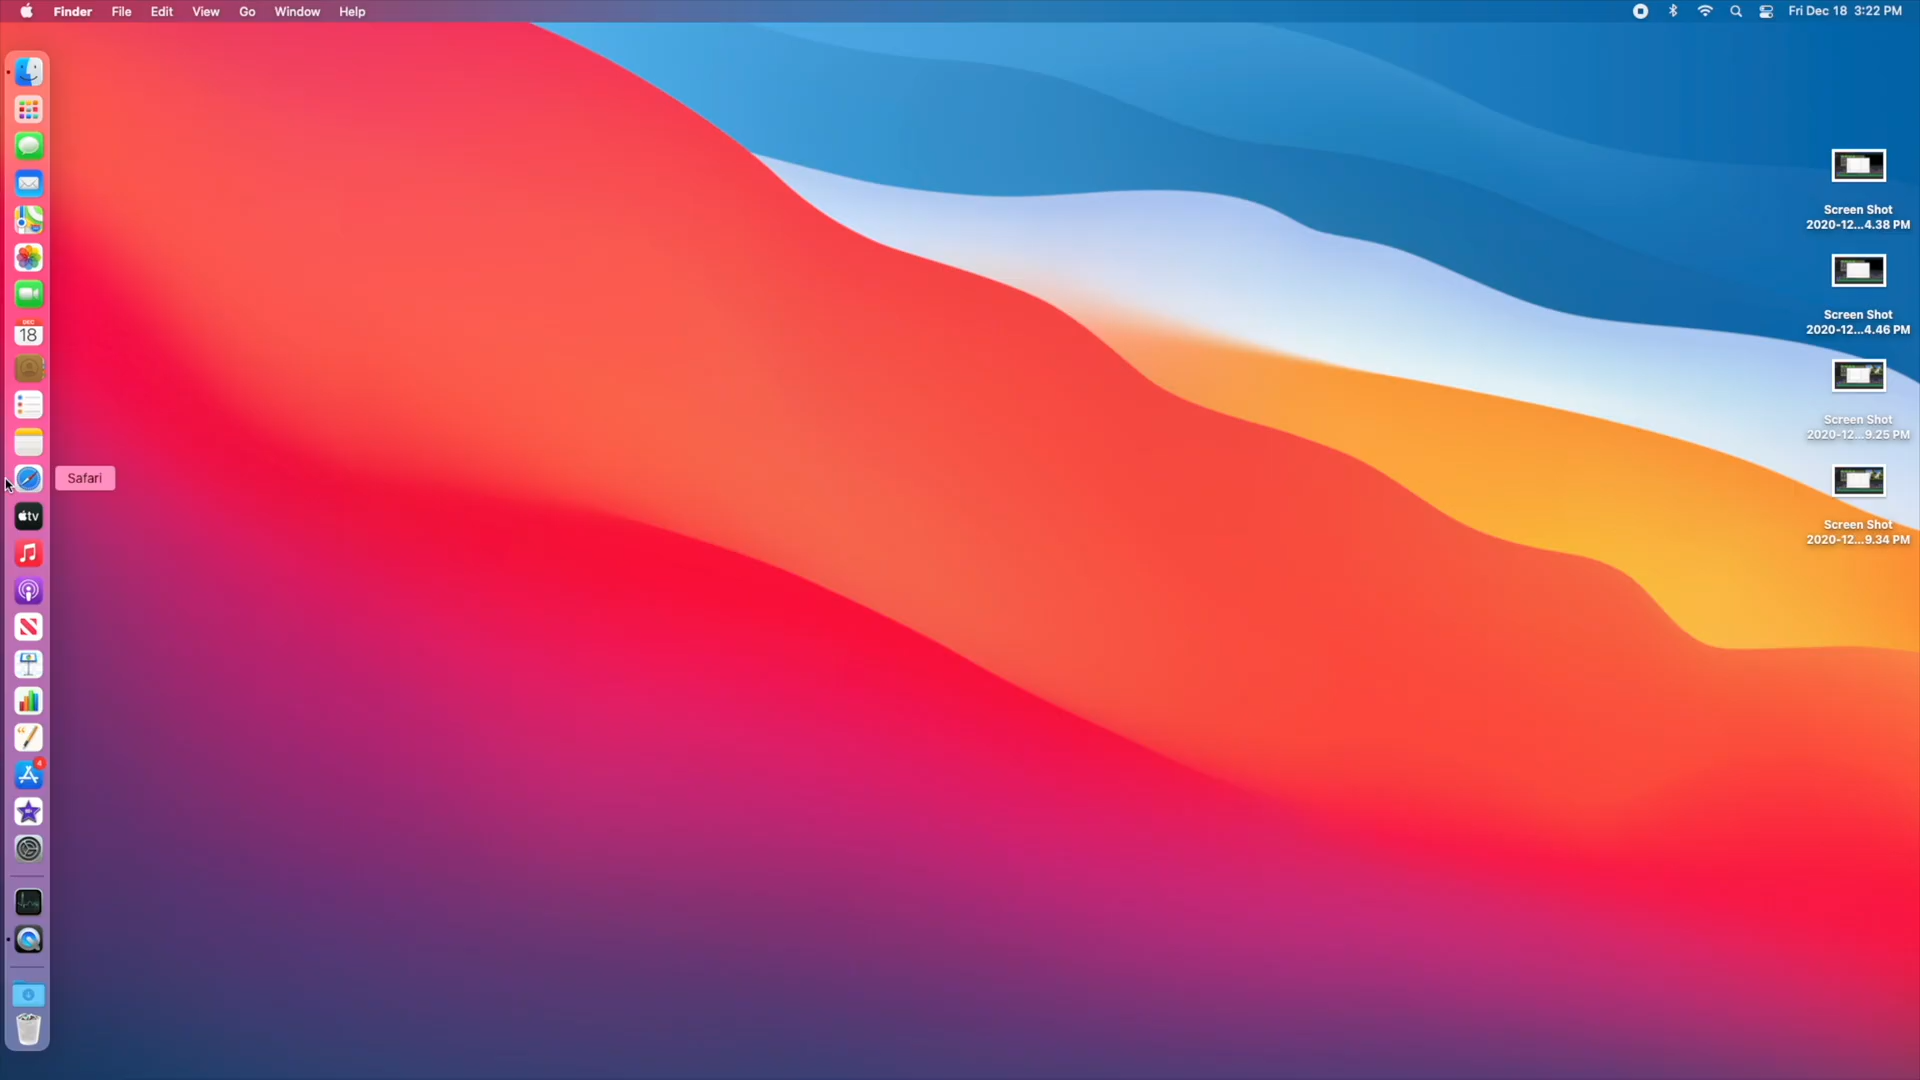 Finder File Edit View Go Window Help
Fri Dec 18 3:22 PM
Screen Shot
2020-12...4.38 PM
Screen Shot
2020-12...4.46 PM
Screen Shot
2020-12...9.25 PM
Screen Shot
2020-12...9.34 PM
DEC
18
Safari
tv
4